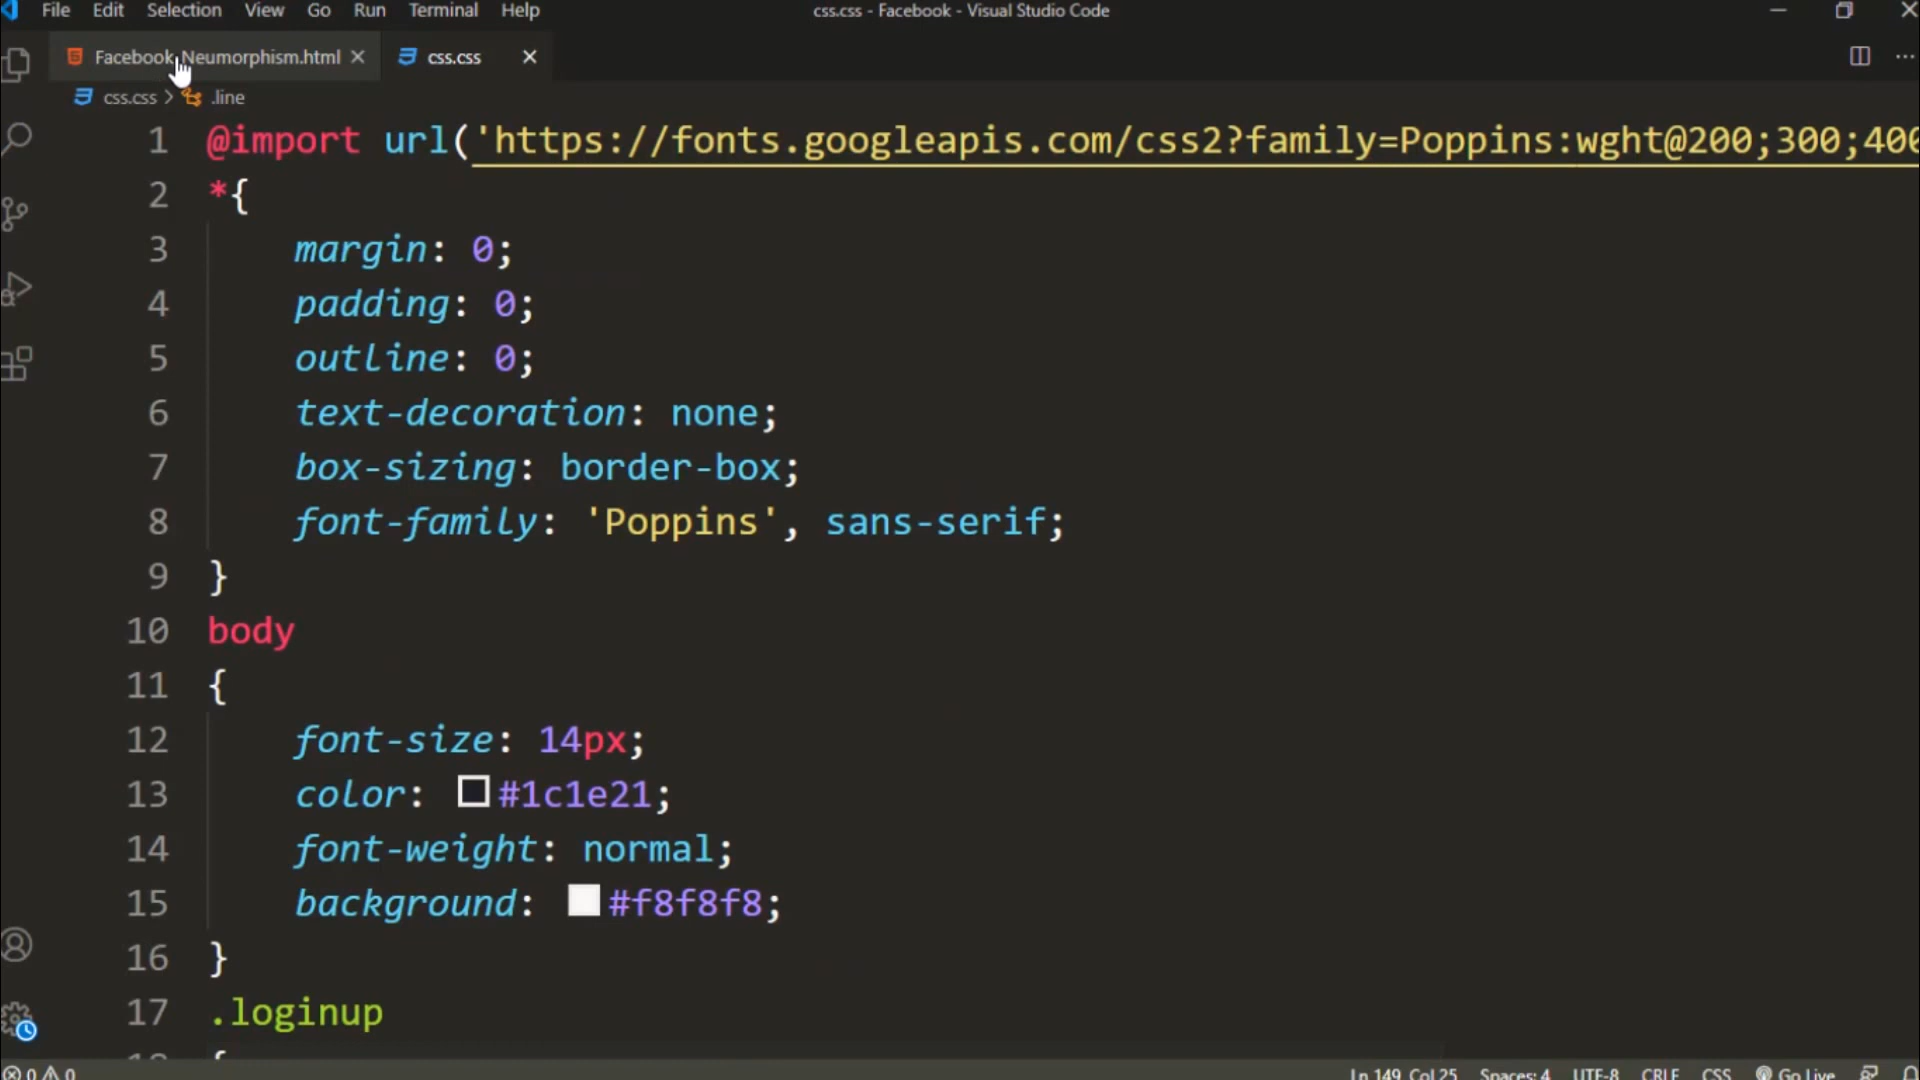 File Edit Selection View Go Run Terminal Help css.css - Facebook - Visual Studio Code
Facebook Neumorphism.html css.css
css.css > .line
1 @import url('https://fonts.googleapis.com/css2?family=Poppins:wght@200;300;400
2 *{
3 margin: 0;
4 padding: 0;
5 outline: 0;
6 text-decoration: none;
7 box-sizing: border-box;
8 font-family: 'Poppins', sans-serif;
9 }
10 body
11 {
12 font-size: 14px;
13 color: #1c1e21;
14 font-weight: normal;
15 background: #f8f8f8;
16 }
17 .loginup
18 {
0 0 Ln 149, Col 25 Spaces: 4 UTF-8 CRLF CSS Go Live